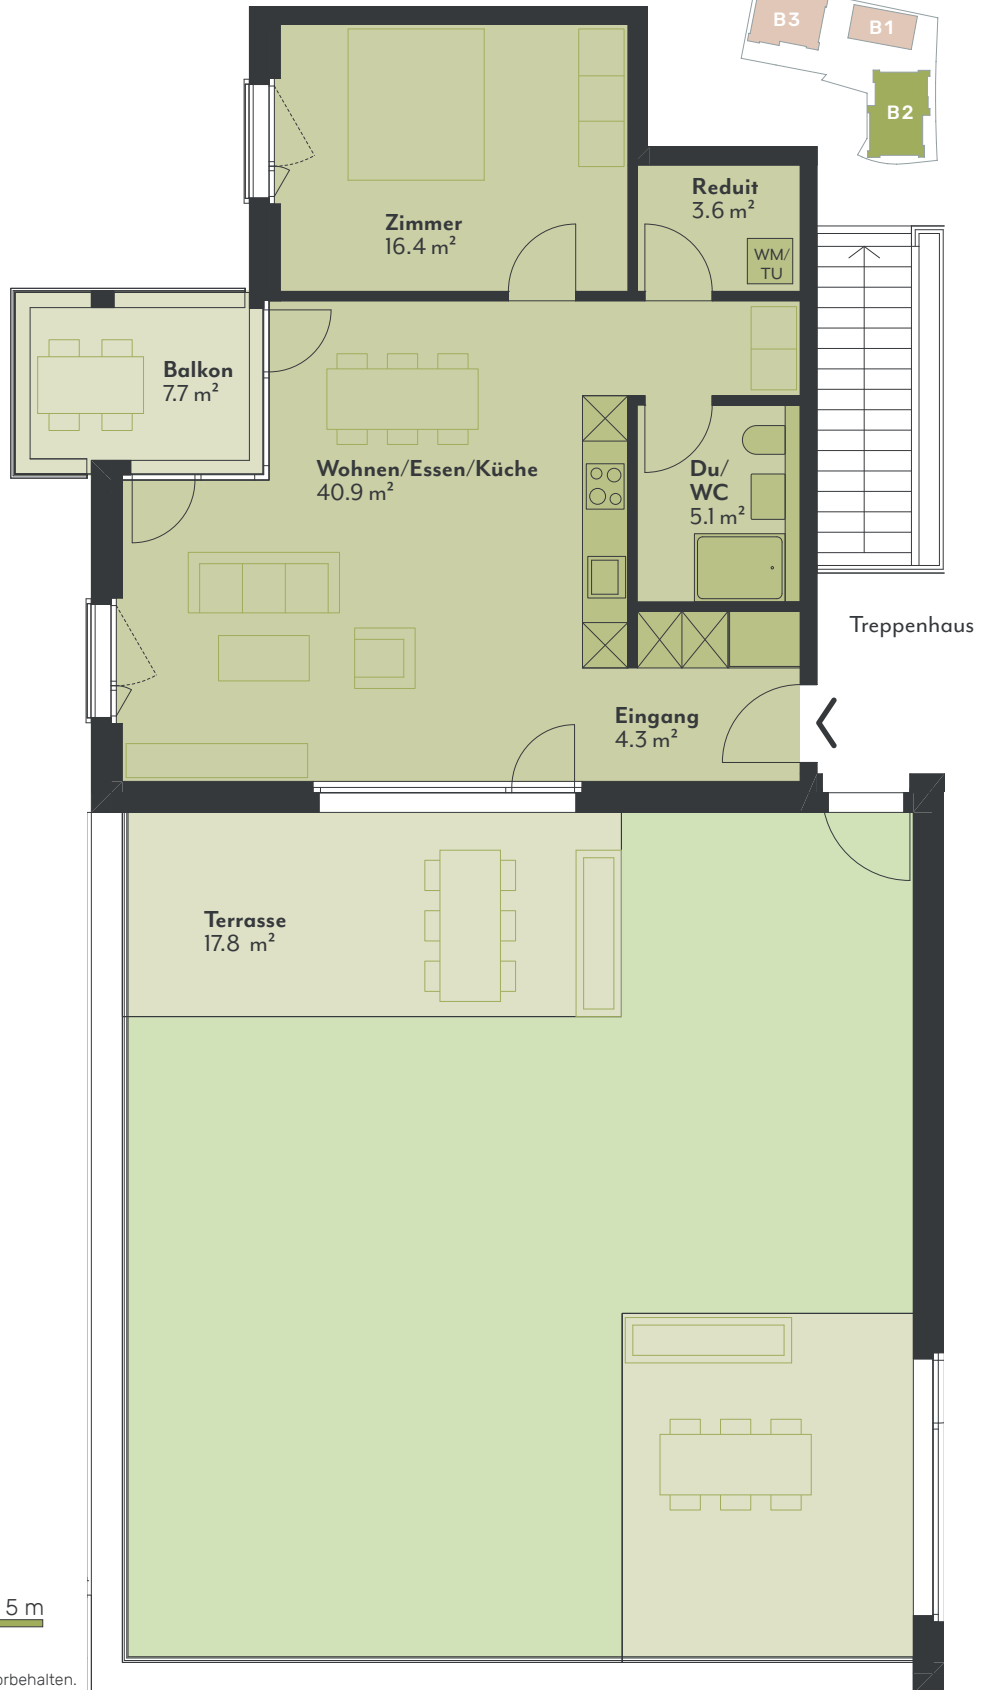 B3
B1
B2
Reduit
3.6 m²
WM/
TU
Zimmer
16.4 m²
Balkon
7.7 m²
Wohnen/Essen/Küche
40.9 m²
Du/
WC
5.1 m²
Treppenhaus
Eingang
4.3 m²
Terrasse
17.8 m²
5 m
orbehalten.